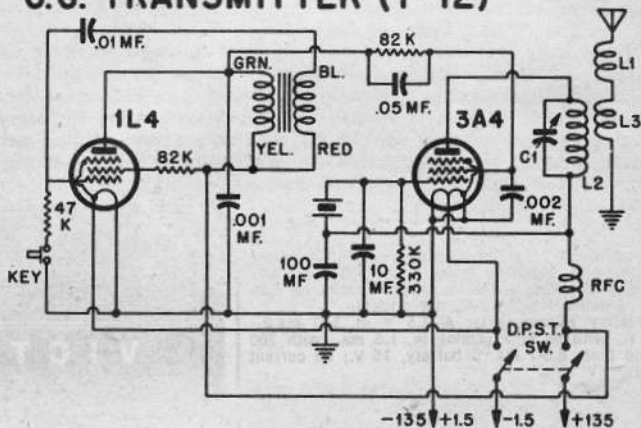 TRANSMITTER
.01 MF.
GRN.
BL.
82 K
.05 MF.
L1
L3
1L4
3A4
C1
L2
YEL.
RED
82K
47 K
KEY
.001 MF.
.002 MF.
100 MF
10 MF.
330K
RFC
D.P.S.T. SW.
-135
+1.5
-1.5
+135